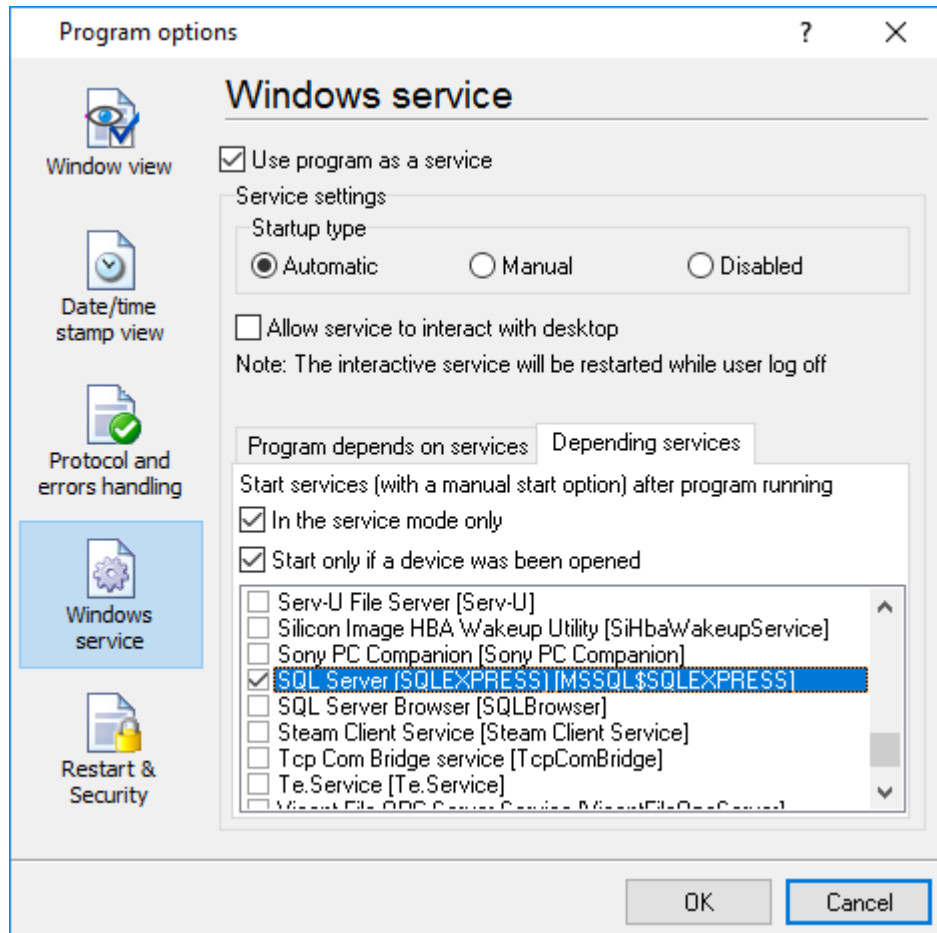 Program options
?
Windows service
Window view
Date/time
stamp view
Protocol and
errors handling
Windows
service
Restart &
Security
Use program as a service
Service settings
Startup type
Automatic
Manual
Disabled
Allow service to interact with desktop
Note: The interactive service will be restarted while user log off
Program depends on services
Depending services
Start services (with a manual start option) after program running
In the service mode only
Start only if a device was been opened
Serv-U File Server [Serv-U]
Silicon Image HBA Wakeup Utility [SiHbaWakeupService]
Sony PC Companion [Sony PC Companion]
SQL Server (SQLEXPRESS) [MSSQL$SQLEXPRESS]
SQL Server Browser [SQLBrowser]
Steam Client Service [Steam Client Service]
Tcp Com Bridge service [TcpComBridge]
Te.Service [Te.Service]
OK
Cancel